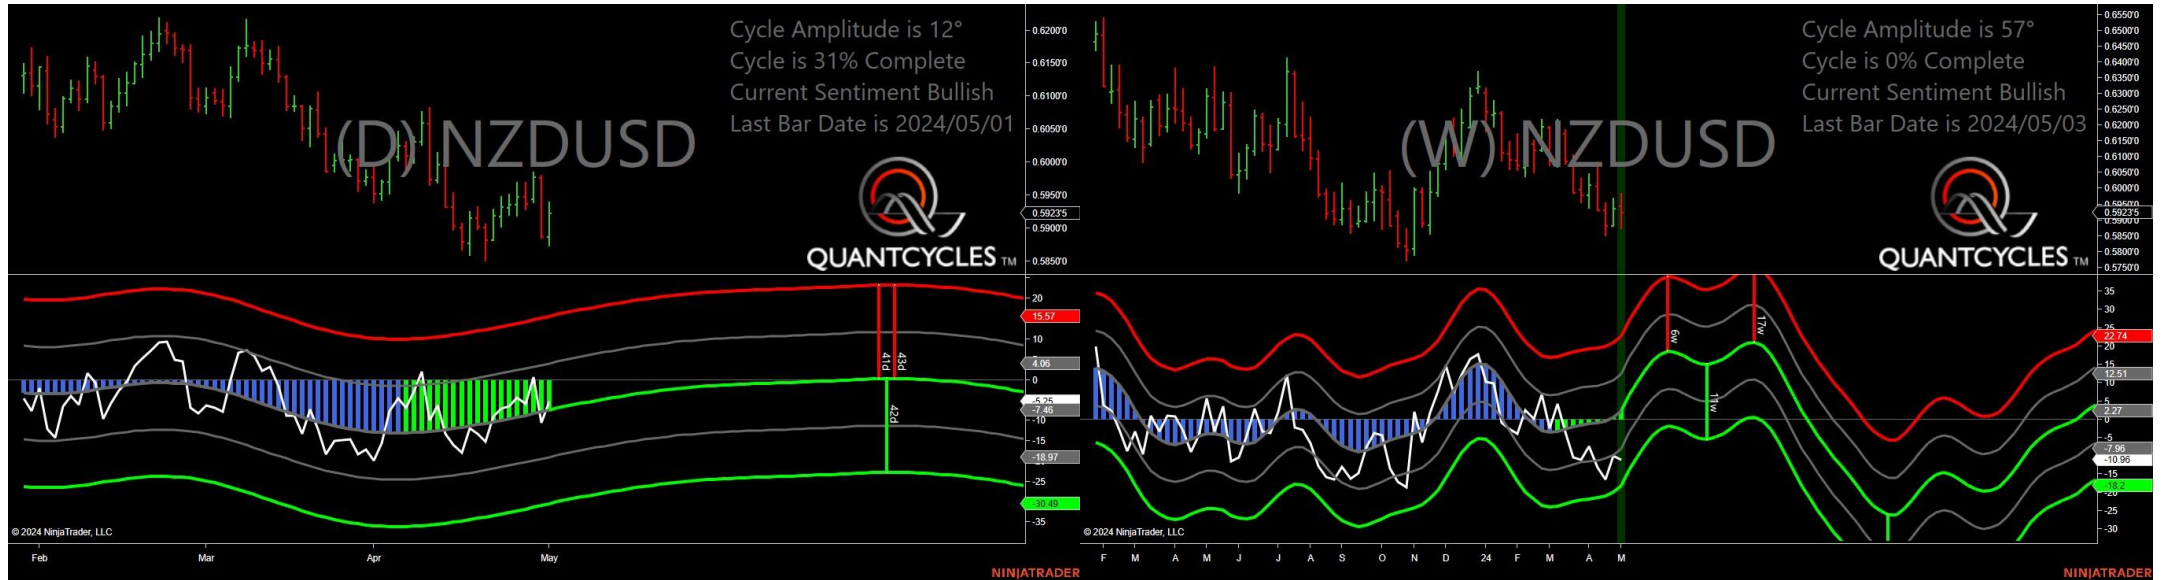 Cycle Amplitude is 12°
Cycle is 31% Complete
Current Sentiment Bullish
Last Bar Date is 2024/05/01
(D) NZDUSD
QUANTCYCLES TM
0.6200'0
0.6150'0
0.6100'0
0.6050'0
0.6000'0
0.5950'0
0.5923'5
0.5900'0
0.5850'0
20
15.57
10
4.06
0
-5.25
-7.46
-10
-15
-18.97
-25
-30.49
-35
41d
43d
42d
© 2024 NinjaTrader, LLC
Feb
Mar
Apr
May
NINJATRADER
Cycle Amplitude is 57°
Cycle is 0% Complete
Current Sentiment Bullish
Last Bar Date is 2024/05/03
(W) NZDUSD
QUANTCYCLES TM
0.6550'0
0.6500'0
0.6450'0
0.6400'0
0.6350'0
0.6300'0
0.6250'0
0.6200'0
0.6150'0
0.6100'0
0.6050'0
0.6000'0
0.5950'0
0.5923'5
0.5900'0
0.5850'0
0.5800'0
0.5750'0
35
30
25
22.74
20
15
12.51
10
5
2.27
0
-5
-7.96
-10.96
-15
-18.2
-20
-25
-30
6w
17w
11w
© 2024 NinjaTrader, LLC
F
M
A
M
J
J
A
S
O
N
D
24
F
M
A
M
NINJATRADER